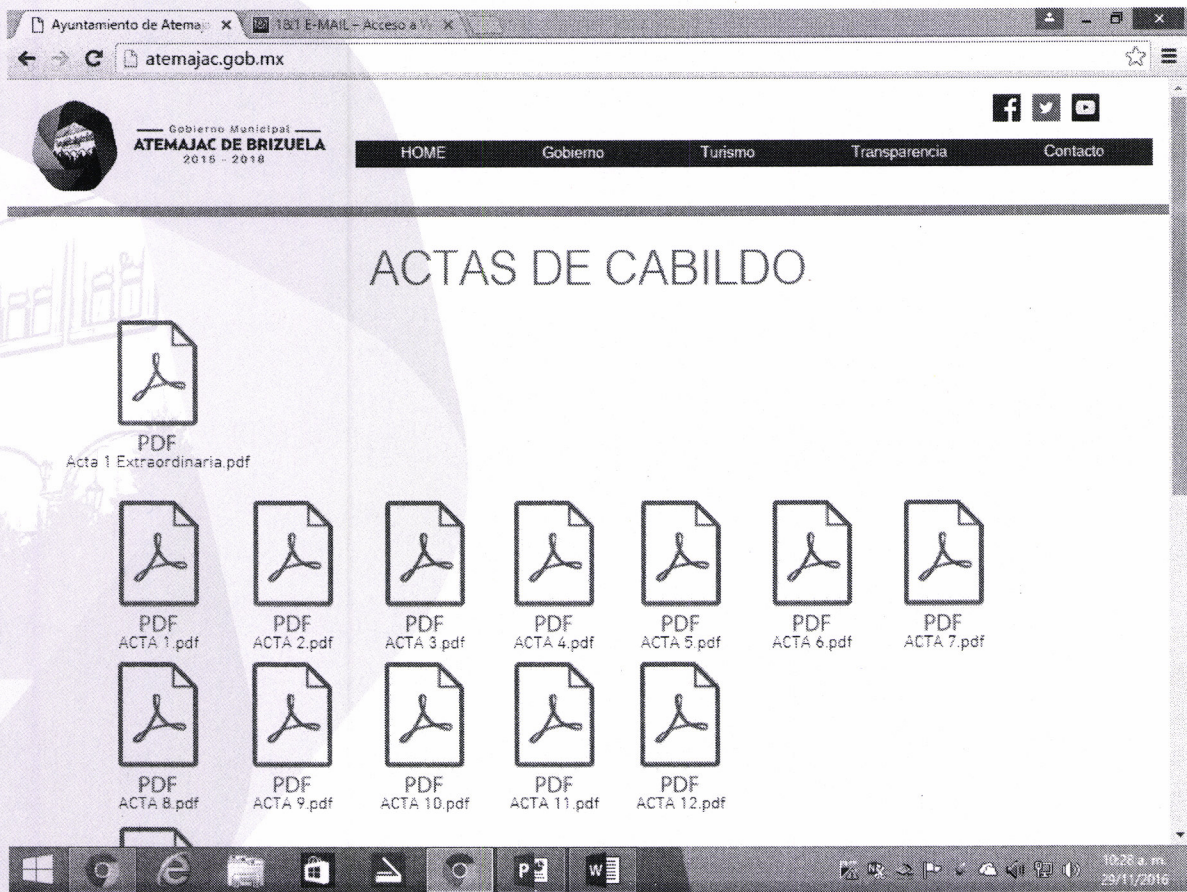 Ayuntamiento de Atemaj
1&1 E-MAIL – Acceso a W
atemajac.gob.mx
Gobierno Municipal
ATEMAJAC DE BRIZUELA
2015 - 2018
HOME Gobierno Turismo Transparencia Contacto
ACTAS DE CABILDO
PDF
Acta 1 Extraordinaria.pdf
PDF PDF PDF PDF PDF PDF PDF
ACTA 1.pdf ACTA 2.pdf ACTA 3.pdf ACTA 4.pdf ACTA 5.pdf ACTA 6.pdf ACTA 7.pdf
PDF PDF PDF PDF PDF
ACTA 8.pdf ACTA 9.pdf ACTA 10.pdf ACTA 11.pdf ACTA 12.pdf
10:28 a. m.
29/11/2016